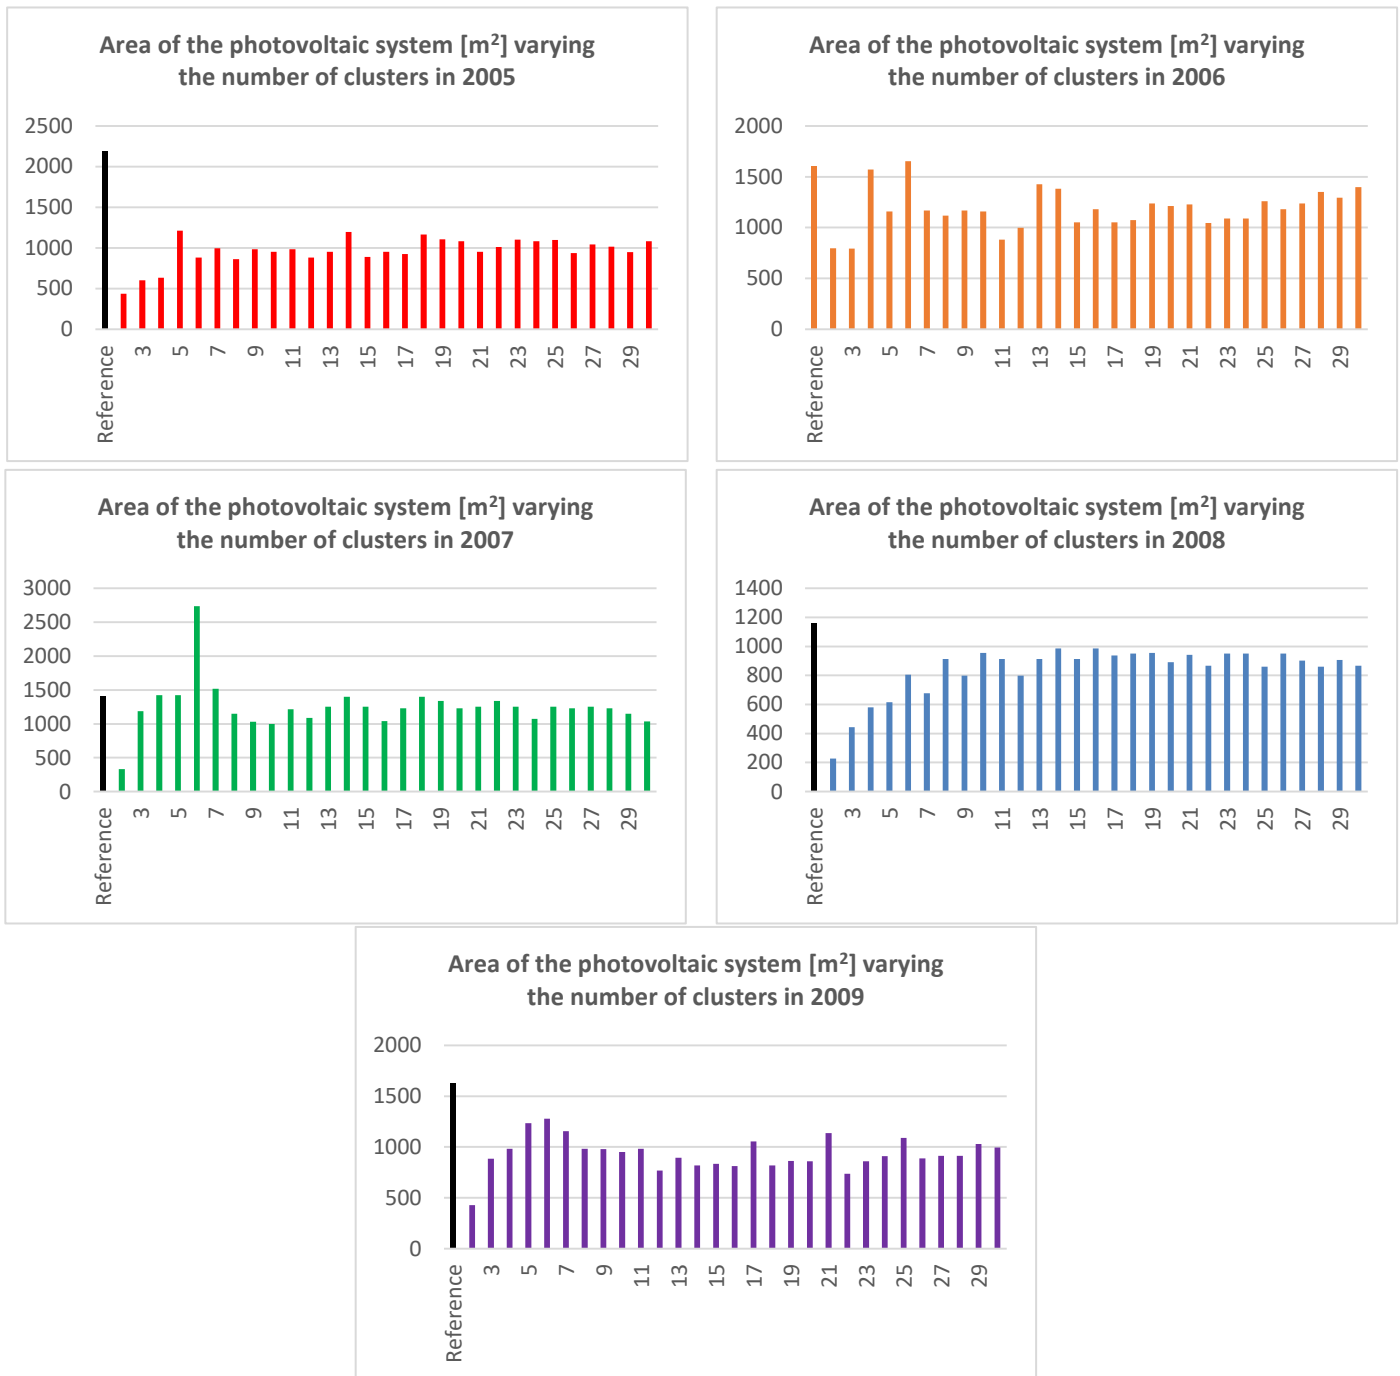 Area of the photovoltaic system [m²] varying
the number of clusters in 2005
2500
2000
1500
1000
500
0
Reference 3 5 7 9 11 13 15 17 19 21 23 25 27 29
Area of the photovoltaic system [m²] varying
the number of clusters in 2006
2000
1500
1000
500
0
Reference 3 5 7 9 11 13 15 17 19 21 23 25 27 29
Area of the photovoltaic system [m²] varying
the number of clusters in 2007
3000
2500
2000
1500
1000
500
0
Reference 3 5 7 9 11 13 15 17 19 21 23 25 27 29
Area of the photovoltaic system [m²] varying
the number of clusters in 2008
1400
1200
1000
800
600
400
200
0
Reference 3 5 7 9 11 13 15 17 19 21 23 25 27 29
Area of the photovoltaic system [m²] varying
the number of clusters in 2009
2000
1500
1000
500
0
Reference 3 5 7 9 11 13 15 17 19 21 23 25 27 29